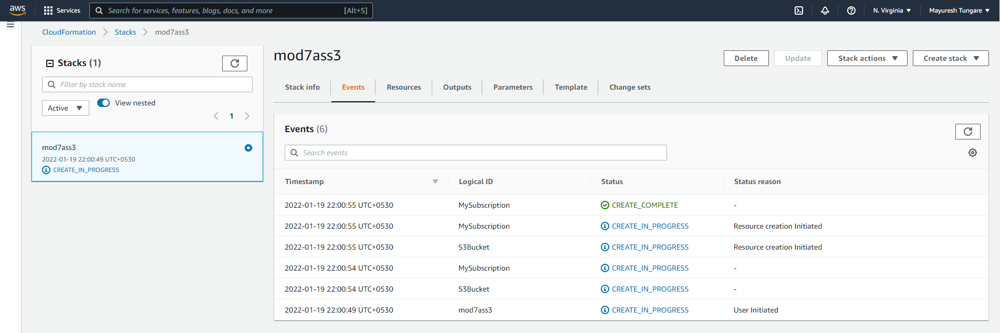 aws Services Search for services, features, blogs, docs, and more [Alt+S] N. Virginia Mayuresh Tungare
CloudFormation Stacks mod7ass3
Stacks (1)
Filter by stack name
Active View nested
1
mod7ass3
2022-01-19 22:00:49 UTC+0530
CREATE_IN_PROGRESS
mod7ass3
Delete Update Stack actions Create stack
Stack info Events Resources Outputs Parameters Template Change sets
Events (6)
Search events
Timestamp Logical ID Status Status reason
2022-01-19 22:00:55 UTC+0530 MySubscription CREATE_COMPLETE -
2022-01-19 22:00:55 UTC+0530 MySubscription CREATE_IN_PROGRESS Resource creation Initiated
2022-01-19 22:00:55 UTC+0530 S3Bucket CREATE_IN_PROGRESS Resource creation Initiated
2022-01-19 22:00:54 UTC+0530 MySubscription CREATE_IN_PROGRESS -
2022-01-19 22:00:54 UTC+0530 S3Bucket CREATE_IN_PROGRESS -
2022-01-19 22:00:49 UTC+0530 mod7ass3 CREATE_IN_PROGRESS User Initiated